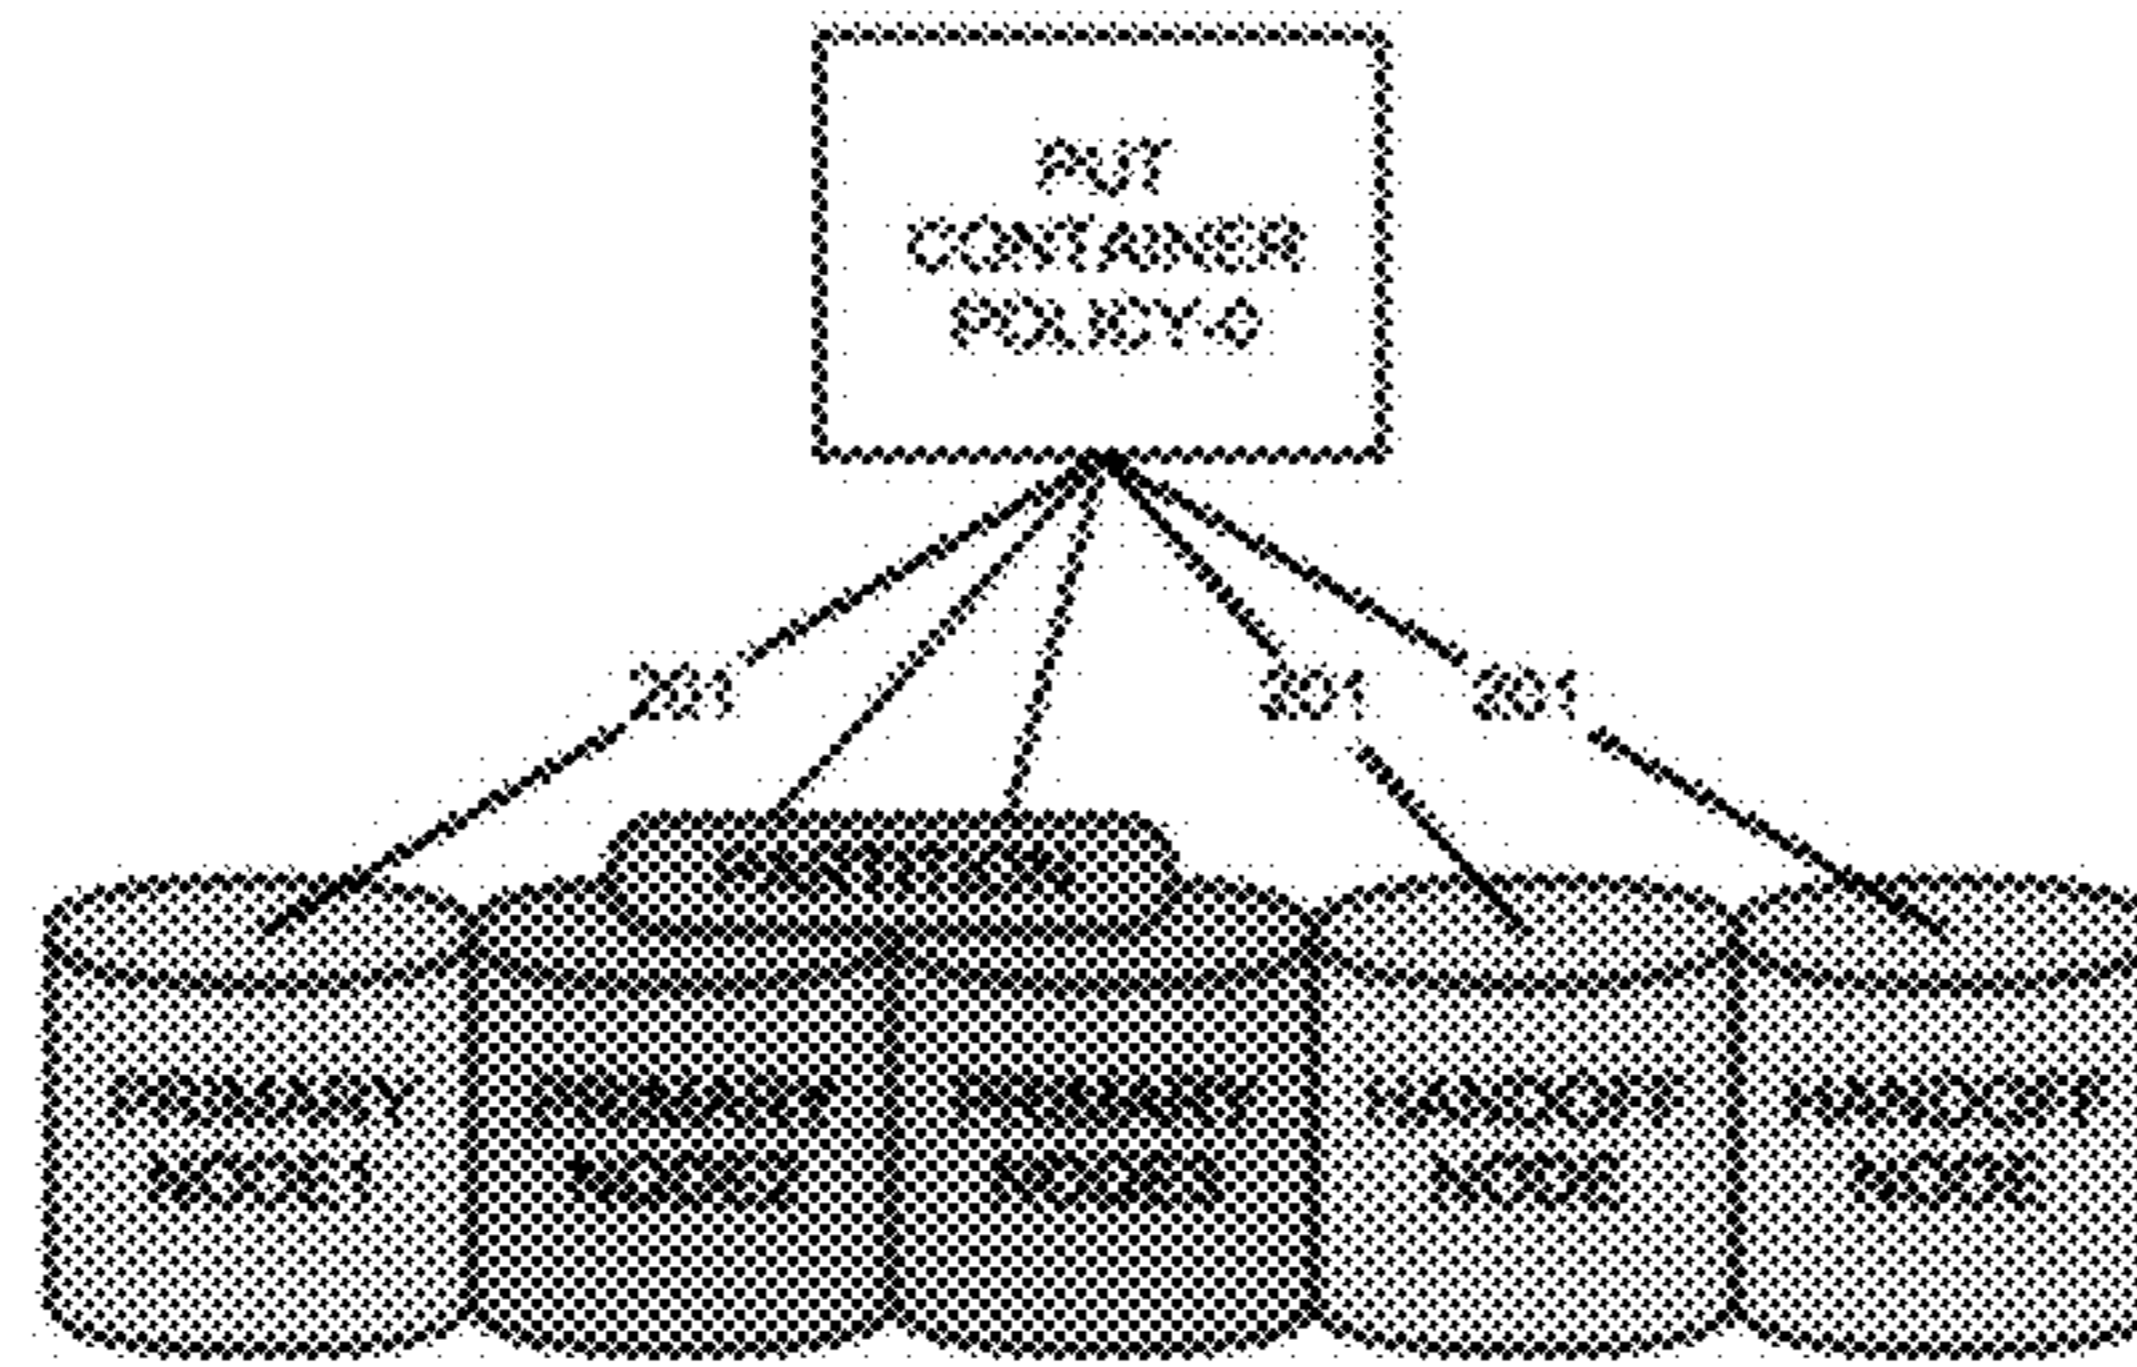 PUT
CONTAINER
POLICY-0
201
201
201
PARTITION
PRIMARY
NODE1
PRIMARY
NODE2
PRIMARY
NODE3
HANDOFF
NODE
HANDOFF
NODE